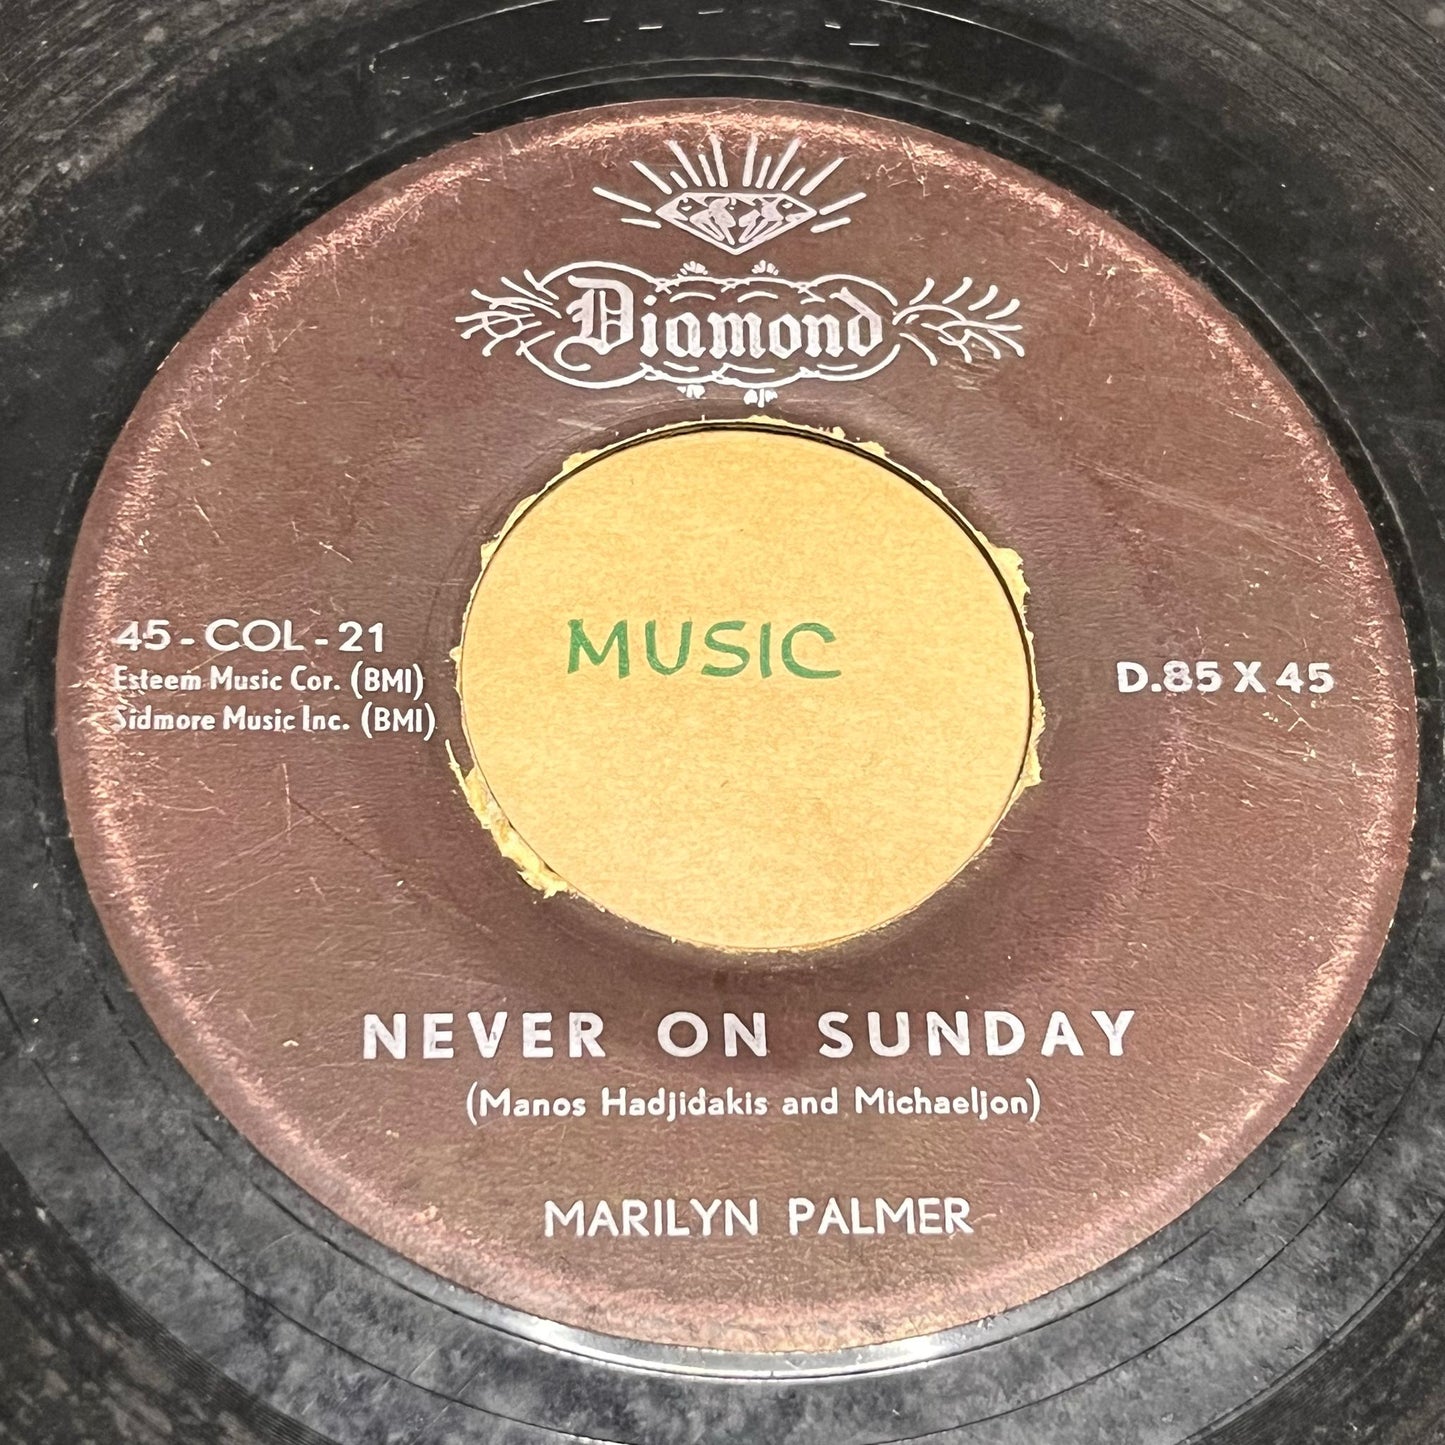 Diamond
45 - COL - 21
Esteem Music Cor. (BMI)
Sidmore Music Inc. (BMI)
MUSIC
D.85 X 45
NEVER ON SUNDAY
(Manos Hadjidakis and Michaeljon)
MARILYN PALMER